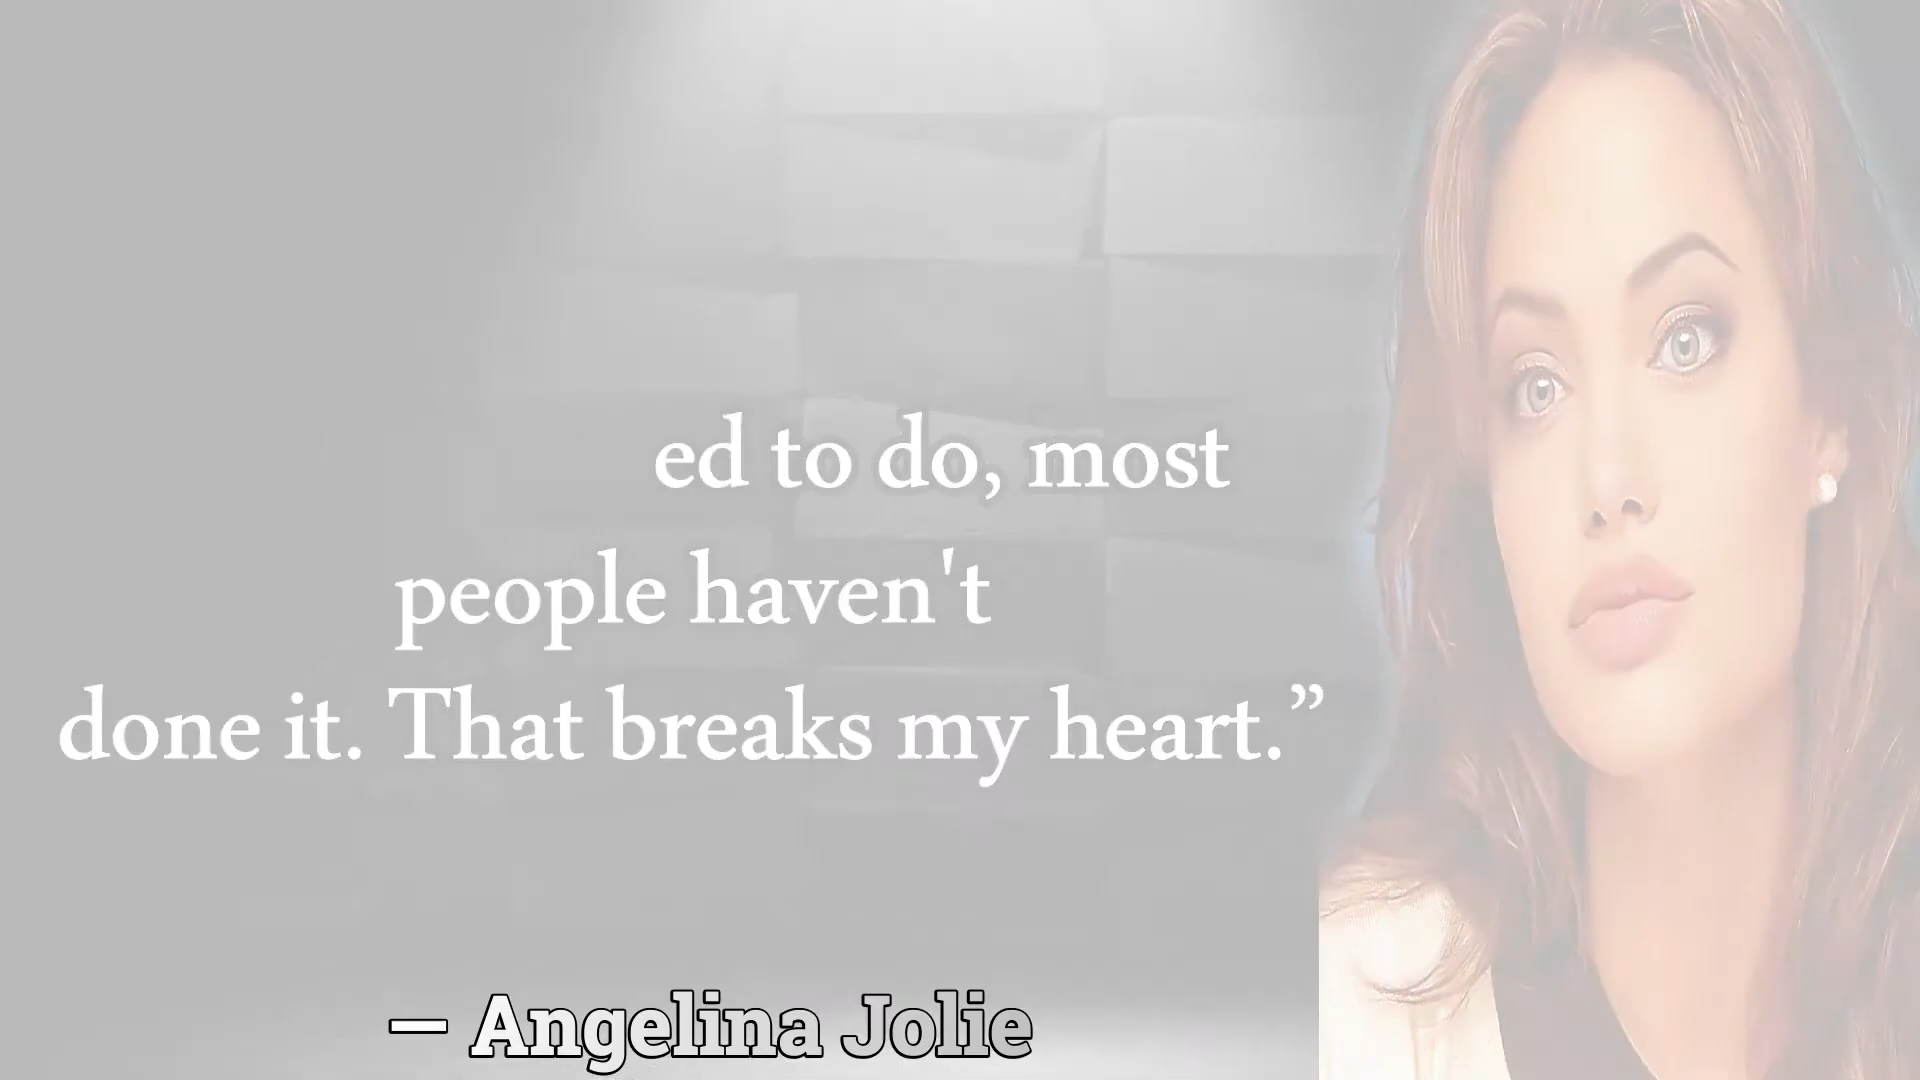 ed to do, most
people haven't
done it. That breaks my heart.”
— Angelina Jolie